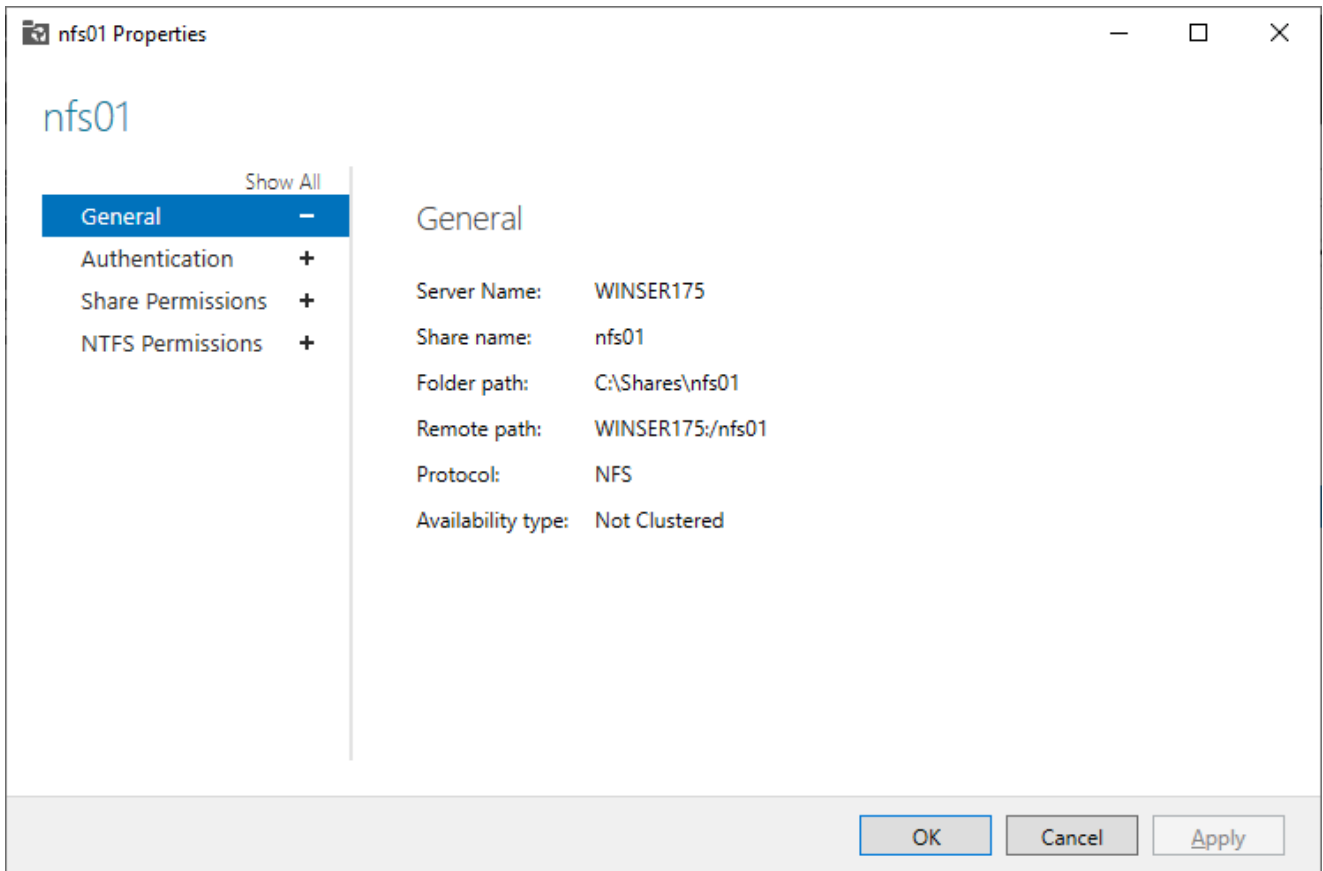 nfs01 Properties
nfs01
Show All
General
Authentication
Share Permissions
NTFS Permissions
General
Server Name: WINSER175
Share name: nfs01
Folder path: C:\Shares\nfs01
Remote path: WINSER175:/nfs01
Protocol: NFS
Availability type: Not Clustered
OK Cancel Apply